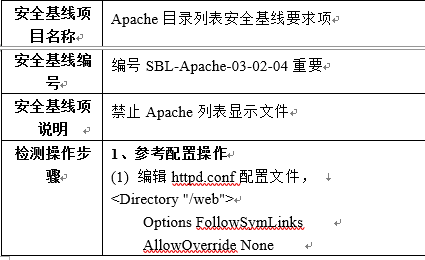 安全基线项目名称
Apache 目录列表安全基线要求项
安全基线编号
编号 SBL-Apache-03-02-04 重要
安全基线项说明
禁止 Apache 列表显示文件
检测操作步骤
1、参考配置操作
(1) 编辑 httpd.conf 配置文件，
<Directory "/web">
Options FollowSymLinks
AllowOverride None